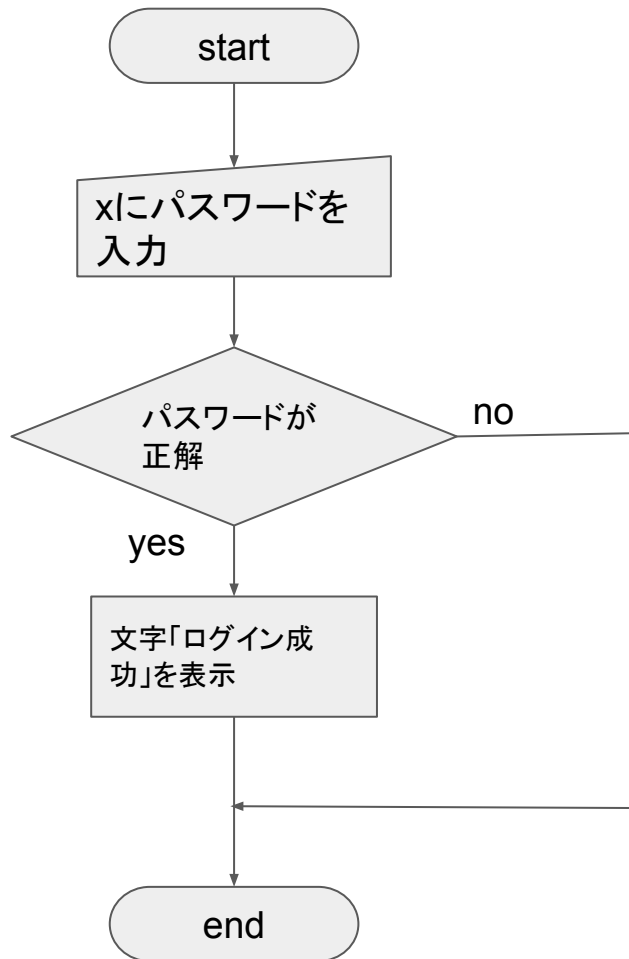 start
xにパスワードを
入力
パスワードが
正解
no
yes
文字「ログイン成
功」を表示
end